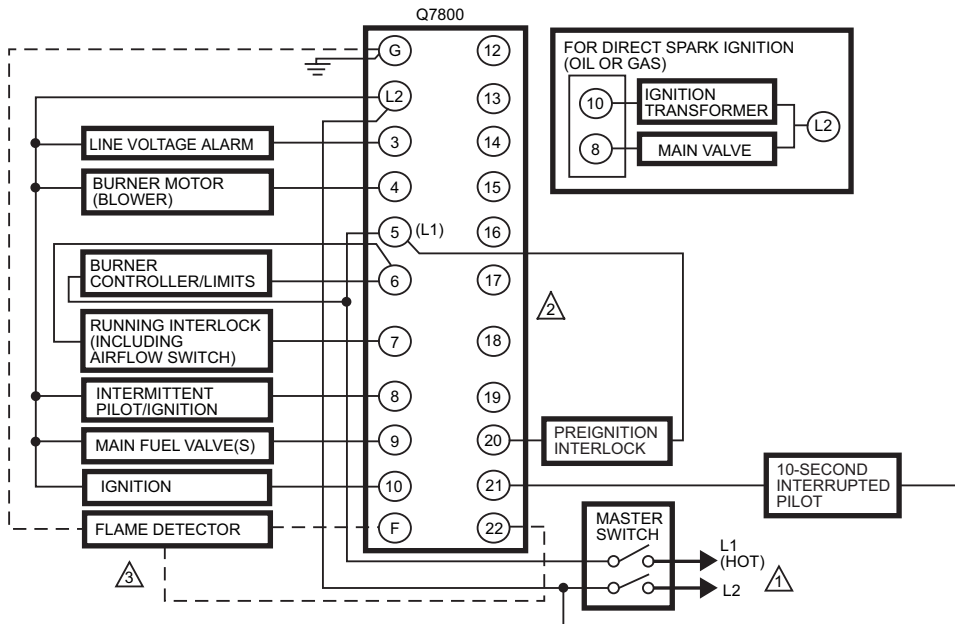 Q7800
G
12
FOR DIRECT SPARK IGNITION
(OIL OR GAS)
10
IGNITION
TRANSFORMER
L2
8
MAIN VALVE
L2
13
LINE VOLTAGE ALARM
3
14
BURNER MOTOR
(BLOWER)
4
15
5
(L1)
16
BURNER
CONTROLLER/LIMITS
6
17
2
RUNNING INTERLOCK
(INCLUDING
AIRFLOW SWITCH)
7
18
INTERMITTENT
PILOT/IGNITION
8
19
MAIN FUEL VALVE(S)
9
20
PREIGNITION
INTERLOCK
IGNITION
10
21
10-SECOND
INTERRUPTED
PILOT
FLAME DETECTOR
F
22
MASTER
SWITCH
L1
(HOT)
L2
1
3